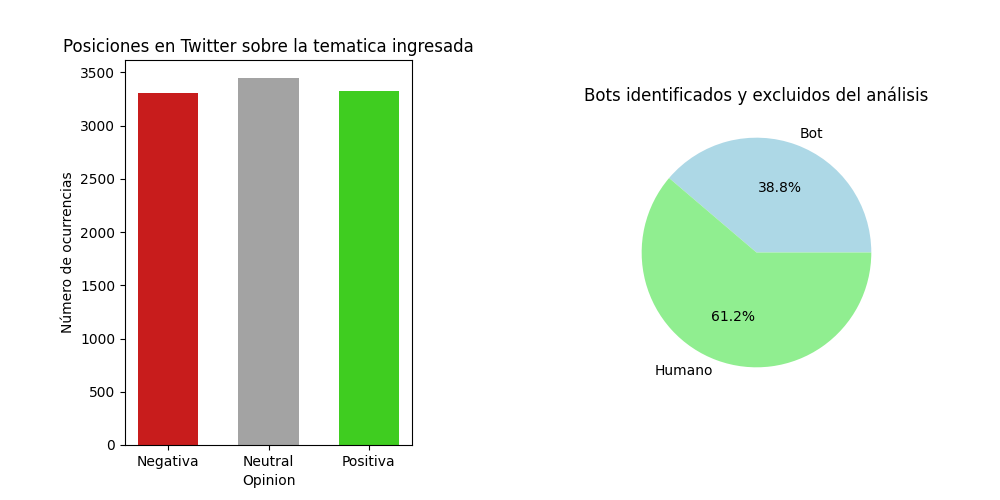 Posiciones en Twitter sobre la tematica ingresada
3500
3000
2500
2000
1500
1000
500
0
Número de ocurrencias
Negativa
Neutral
Positiva
Opinion
Bots identificados y excluidos del análisis
Bot
38.8%
61.2%
Humano